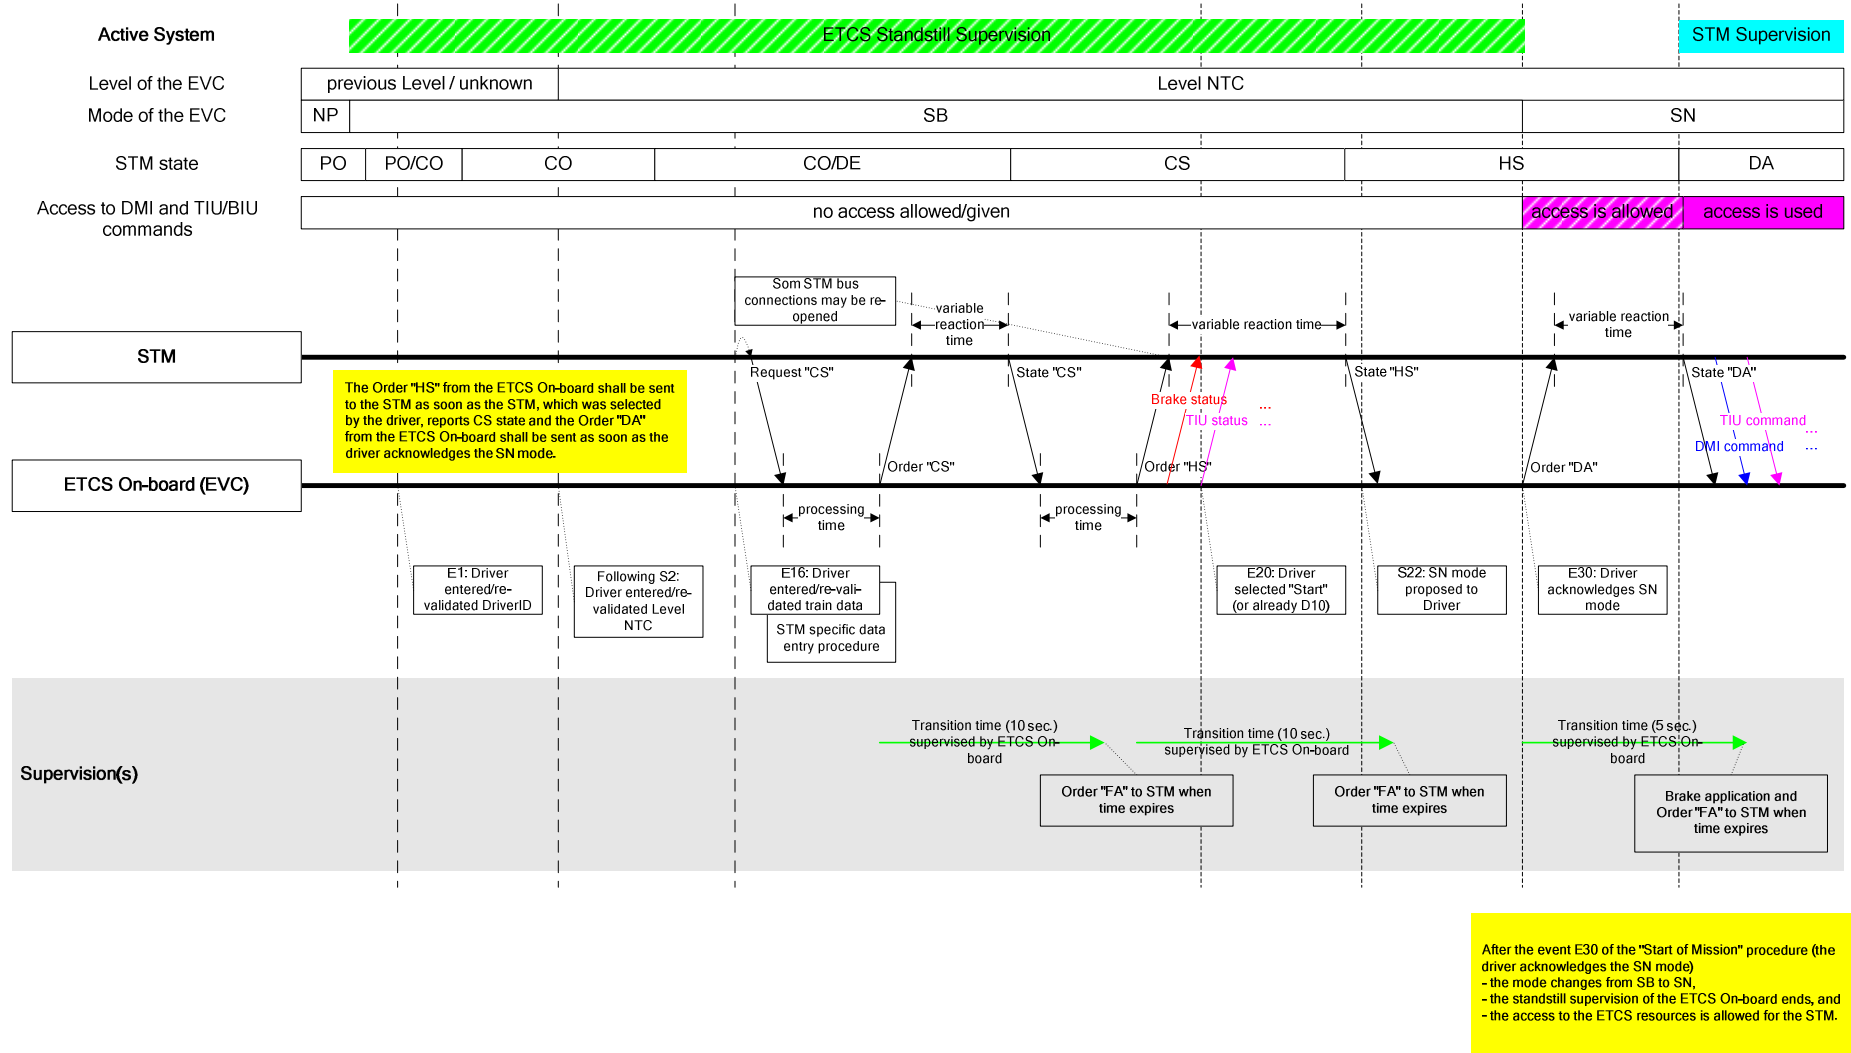 Active System
ETCS Standstill Supervision
STM Supervision
Level of the EVC
previous Level / unknown
Level NTC
Mode of the EVC
NP
SB
SN
STM state
PO
PO/CO
CO
CO/DE
CS
HS
DA
Access to DMI and TIU/BIU
commands
no access allowed/given
access is allowed
access is used
Som STM bus
connections may be re-
opened
variable
reaction
time
variable reaction time
variable reaction
time
STM
Request "CS"
State "CS"
State "HS"
State "DA"
The Order "HS" from the ETCS On-board shall be sent
to the STM as soon as the STM, which was selected
by the driver, reports CS state and the Order "DA"
from the ETCS On-board shall be sent as soon as the
driver acknowledges the SN mode.
Brake status
...
TIU status
...
TIU command
...
DMI command
...
Order "CS"
Order "HS"
Order "DA"
ETCS On-board (EVC)
processing
time
processing
time
E1: Driver
entered/re-
validated DriverID
Following S2:
Driver entered/re-
validated Level
NTC
E16: Driver
entered/re-vali-
dated train data
STM specific data
entry procedure
E20: Driver
selected "Start"
(or already D10)
S22: SN mode
proposed to
Driver
E30: Driver
acknowledges SN
mode
Transition time (10 sec.)
supervised by ETCS On-
board
Transition time (10 sec.)
supervised by ETCS On-board
Transition time (5 sec.)
supervised by ETCS On-
board
Supervision(s)
Order "FA" to STM when
time expires
Order "FA" to STM when
time expires
Brake application and
Order "FA" to STM when
time expires
After the event E30 of the "Start of Mission" procedure (the
driver acknowledges the SN mode)
- the mode changes from SB to SN,
- the standstill supervision of the ETCS On-board ends, and
- the access to the ETCS resources is allowed for the STM.